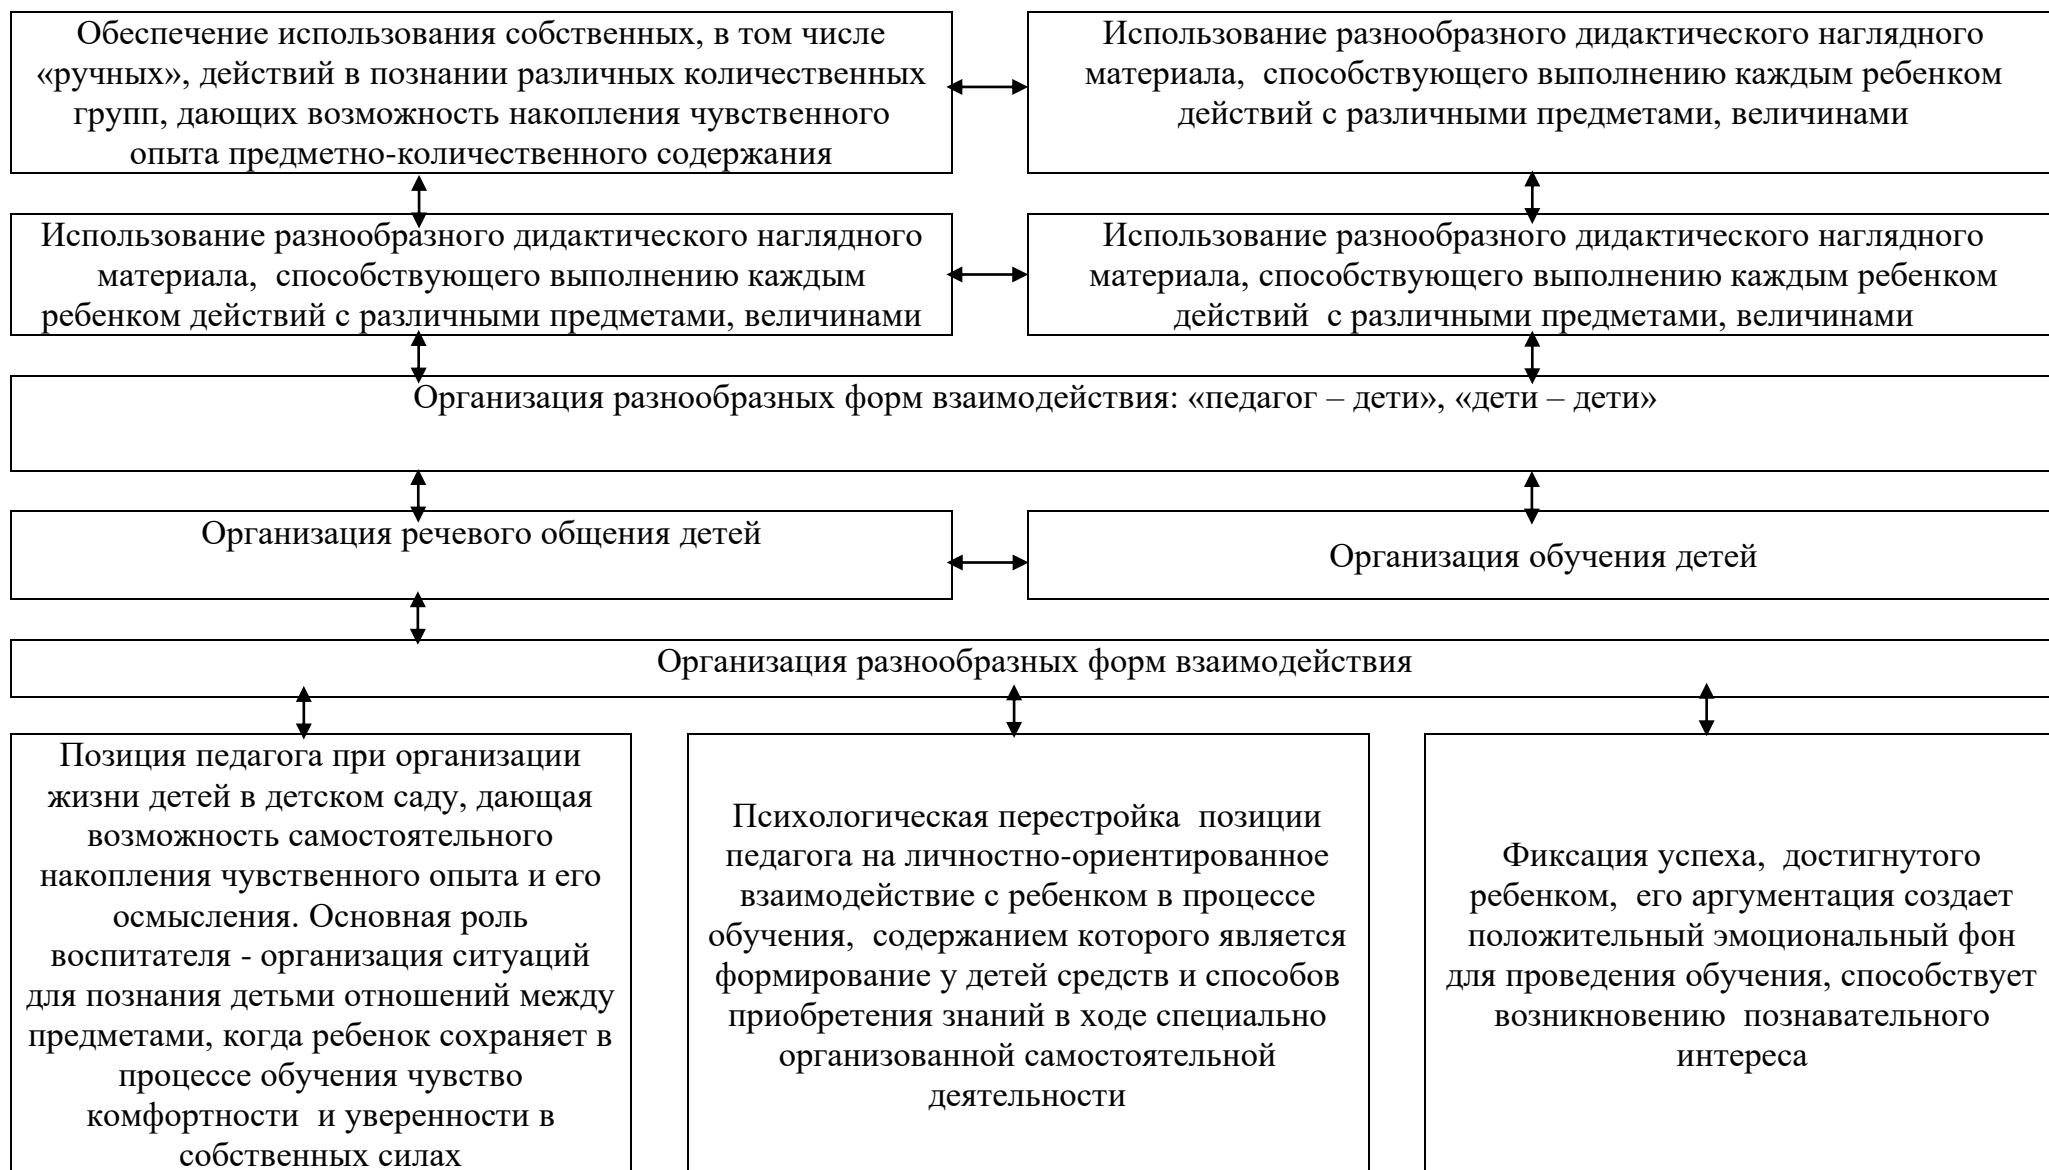 Обеспечение использования собственных, в том числе
«ручных», действий в познании различных количественных
групп, дающих возможность накопления чувственного
опыта предметно-количественного содержания
Использование разнообразного дидактического наглядного
материала, способствующего выполнению каждым ребенком
действий с различными предметами, величинами
Использование разнообразного дидактического наглядного
материала, способствующего выполнению каждым
ребенком действий с различными предметами, величинами
Использование разнообразного дидактического наглядного
материала, способствующего выполнению каждым ребенком
действий с различными предметами, величинами
Организация разнообразных форм взаимодействия: «педагог – дети», «дети – дети»
Организация речевого общения детей
Организация обучения детей
Организация разнообразных форм взаимодействия
Позиция педагога при организации
жизни детей в детском саду, дающая
возможность самостоятельного
накопления чувственного опыта и его
осмысления. Основная роль
воспитателя - организация ситуаций
для познания детьми отношений между
предметами, когда ребенок сохраняет в
процессе обучения чувство
комфортности и уверенности в
собственных силах
Психологическая перестройка позиции
педагога на личностно-ориентированное
взаимодействие с ребенком в процессе
обучения, содержанием которого является
формирование у детей средств и способов
приобретения знаний в ходе специально
организованной самостоятельной
деятельности
Фиксация успеха, достигнутого
ребенком, его аргументация создает
положительный эмоциональный фон
для проведения обучения, способствует
возникновению познавательного
интереса